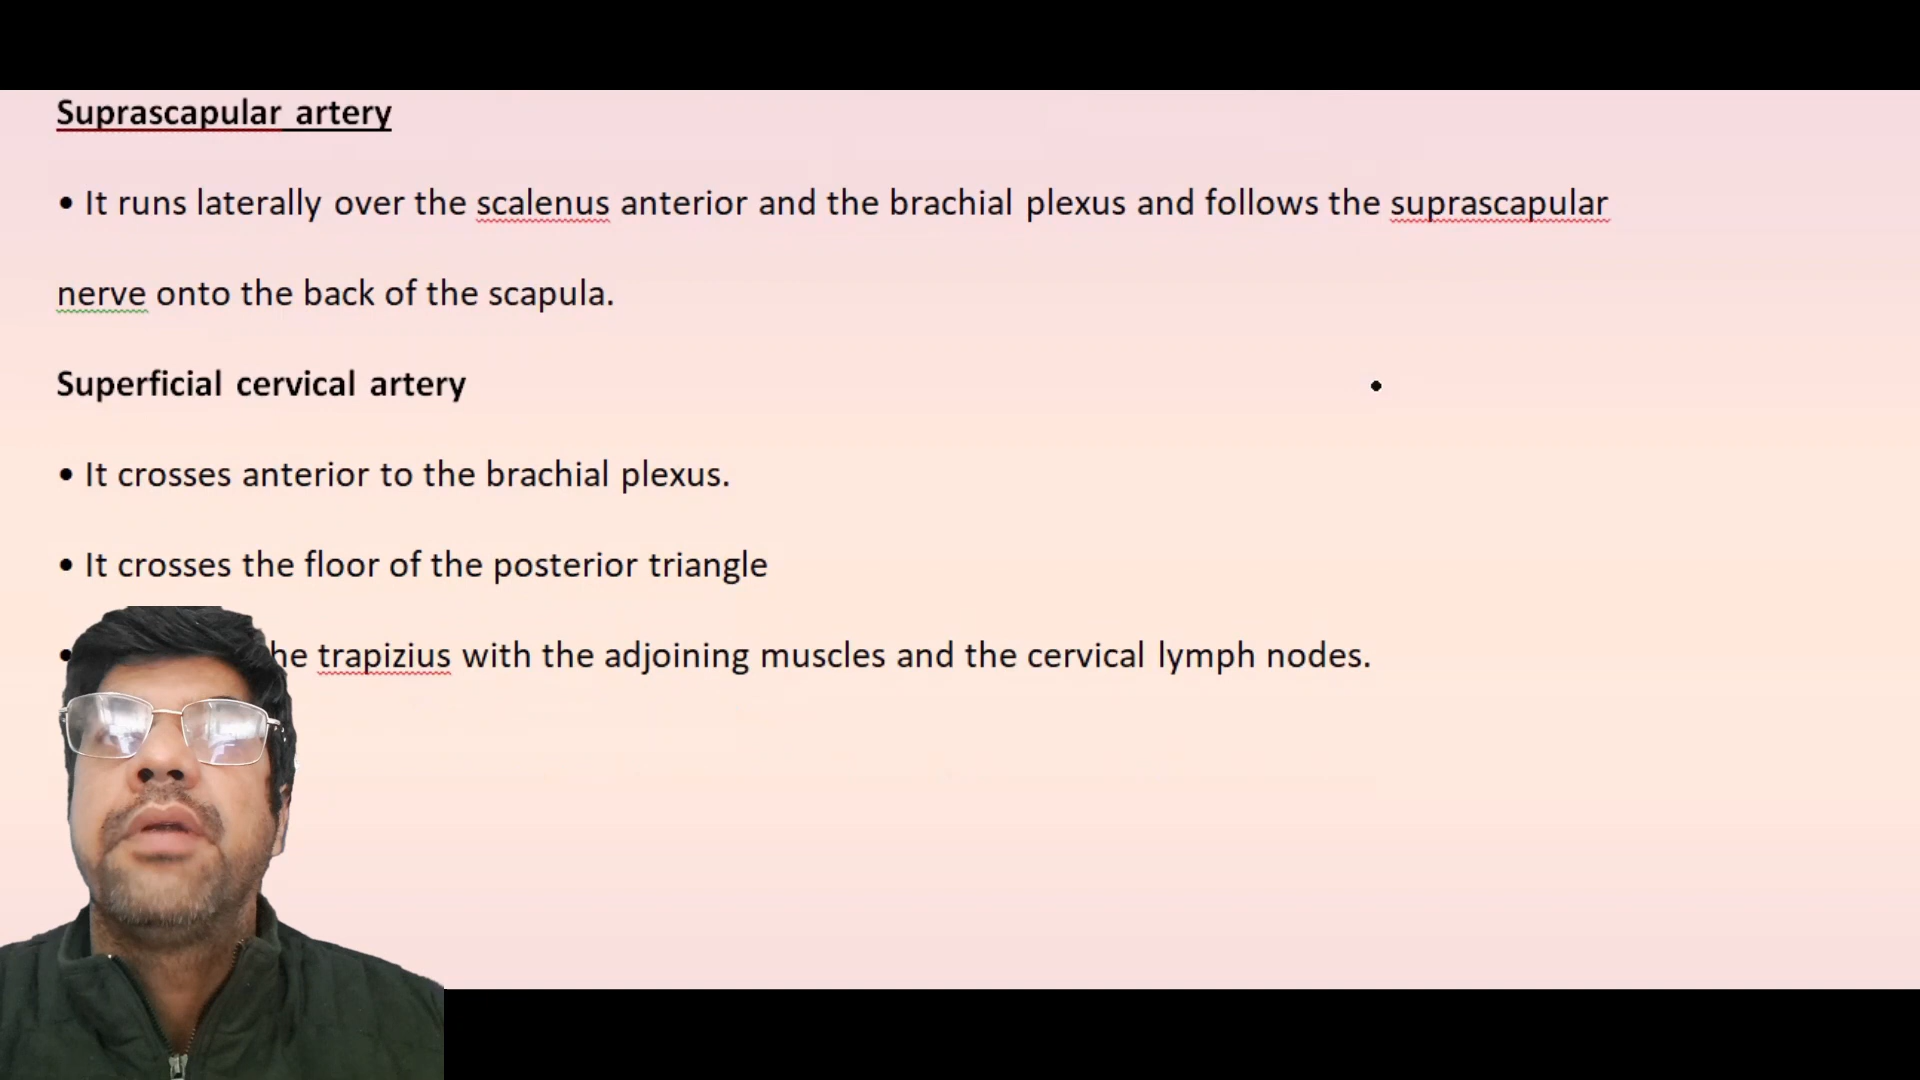 Suprascapular artery
• It runs laterally over the scalenus anterior and the brachial plexus and follows the suprascapular
nerve onto the back of the scapula.
Superficial cervical artery
• It crosses anterior to the brachial plexus.
• It crosses the floor of the posterior triangle
• he trapizius with the adjoining muscles and the cervical lymph nodes.